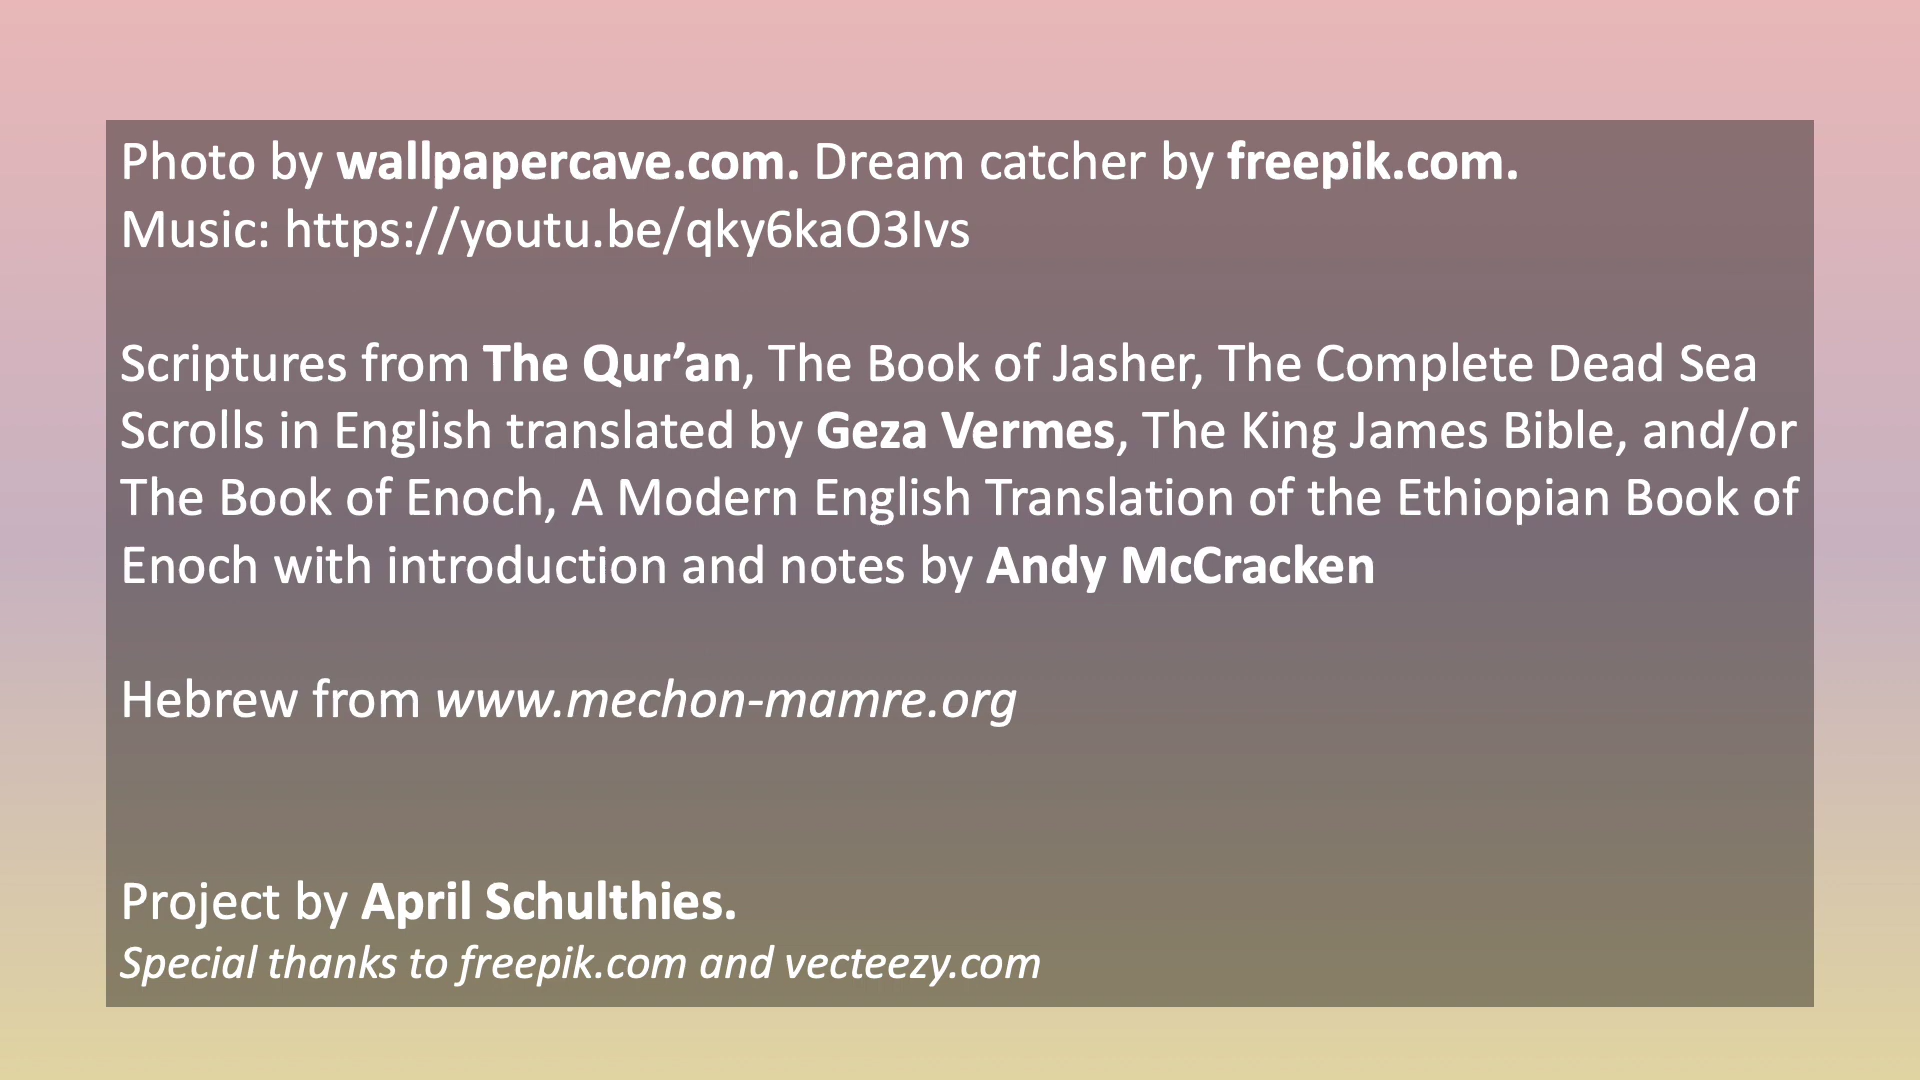 Photo by wallpapercave.com. Dream catcher by freepik.com.
Music: https://youtu.be/qky6kaO3Ivs
Scriptures from The Qur’an, The Book of Jasher, The Complete Dead Sea
Scrolls in English translated by Geza Vermes, The King James Bible, and/or
The Book of Enoch, A Modern English Translation of the Ethiopian Book of
Enoch with introduction and notes by Andy McCracken
Hebrew from www.mechon-mamre.org
Project by April Schulthies.
Special thanks to freepik.com and vecteezy.com